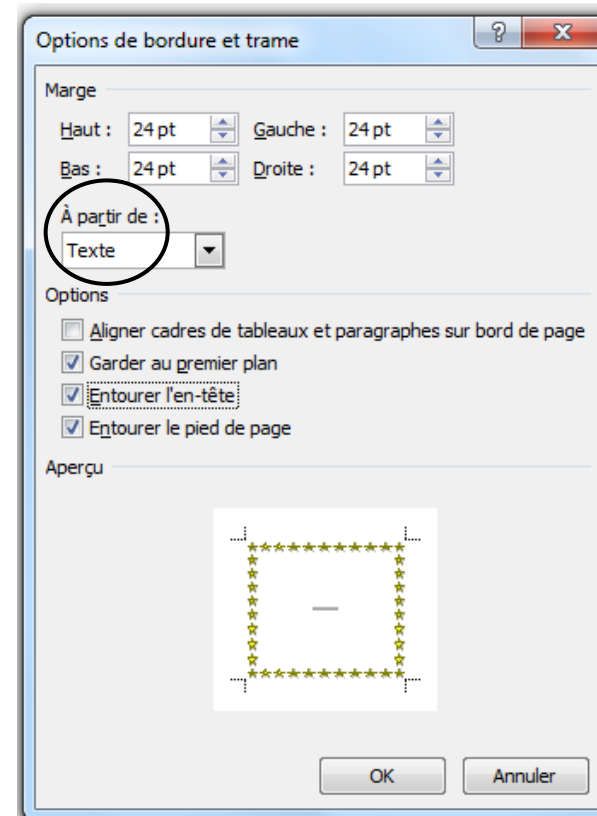 Options de bordure et trame
Marge
Haut : 24 pt Gauche : 24 pt
Bas : 24 pt Droite : 24 pt
À partir de :
Texte
Options
Aligner cadres de tableaux et paragraphes sur bord de page
Garder au premier plan
Entourer l'en-tête
Entourer le pied de page
Aperçu
OK Annuler